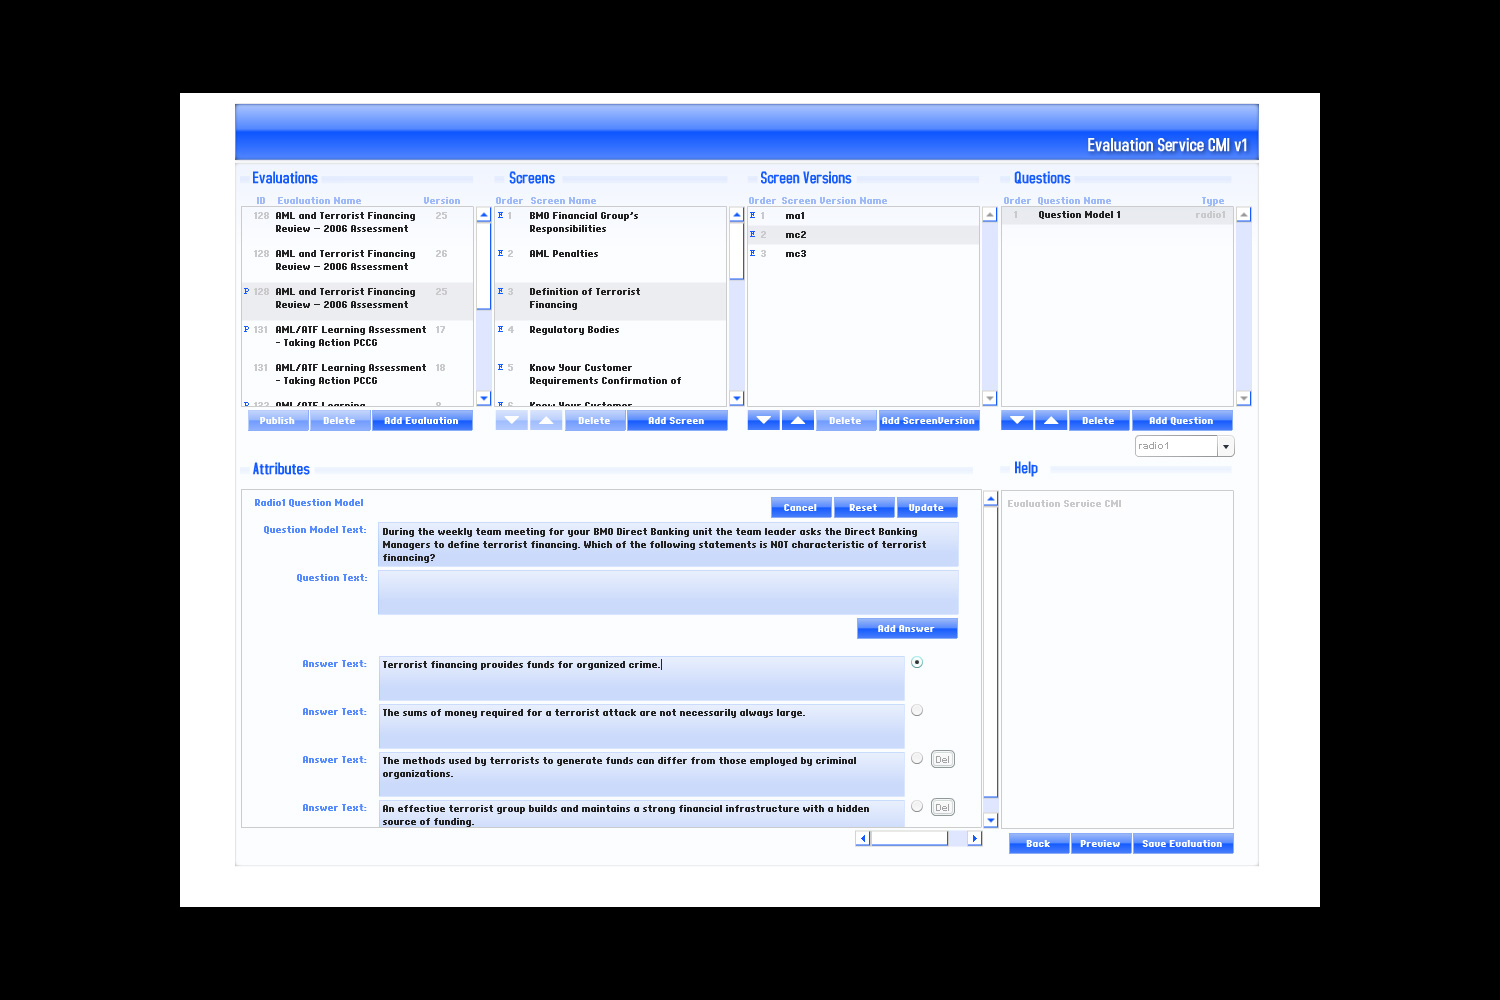 Evaluation Service CMI v1
Evaluations
Screens
Screen Versions
Questions
ID Evaluation Name Version
Order Screen Name
Order Screen Version Name
Order Question Name Type
128 AML and Terrorist Financing 25
Review – 2006 Assessment
128 AML and Terrorist Financing 26
Review – 2006 Assessment
P 128 AML and Terrorist Financing 25
Review – 2006 Assessment
P 131 AML/ATF Learning Assessment 17
- Taking Action PCCG
131 AML/ATF Learning Assessment 18
- Taking Action PCCG
1 BMO Financial Group's
Responsibilities
2 AML Penalties
3 Definition of Terrorist
Financing
4 Regulatory Bodies
5 Know Your Customer
Requirements Confirmation of
6 Know Your Customer
1 ma1
2 mc2
3 mc3
1 Question Model 1 radio1
Publish Delete Add Evaluation
Delete Add Screen
Delete Add ScreenVersion
Delete Add Question
radio1
Attributes
Help
Radio1 Question Model
Cancel Reset Update
Evaluation Service CMI
Question Model Text:
During the weekly team meeting for your BMO Direct Banking unit the team leader asks the Direct Banking
Managers to define terrorist financing. Which of the following statements is NOT characteristic of terrorist
financing?
Question Text:
Add Answer
Answer Text: Terrorist financing provides funds for organized crime.
Answer Text: The sums of money required for a terrorist attack are not necessarily always large.
Answer Text: The methods used by terrorists to generate funds can differ from those employed by criminal Del
organizations.
Answer Text: An effective terrorist group builds and maintains a strong financial infrastructure with a hidden Del
source of funding.
Back Preview Save Evaluation